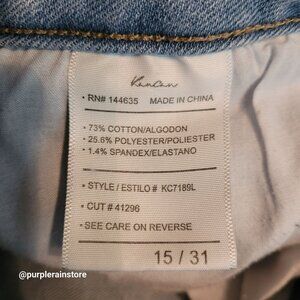 KanCan
· RN# 144635 MADE IN CHINA
· 73% COTTON/ALGODON
· 25.6% POLYESTER/POLIESTER
· 1.4% SPANDEX/ELASTANO
· STYLE / ESTILO # KC7189L
· CUT # 41296
· SEE CARE ON REVERSE
15 / 31
@purplerainstore